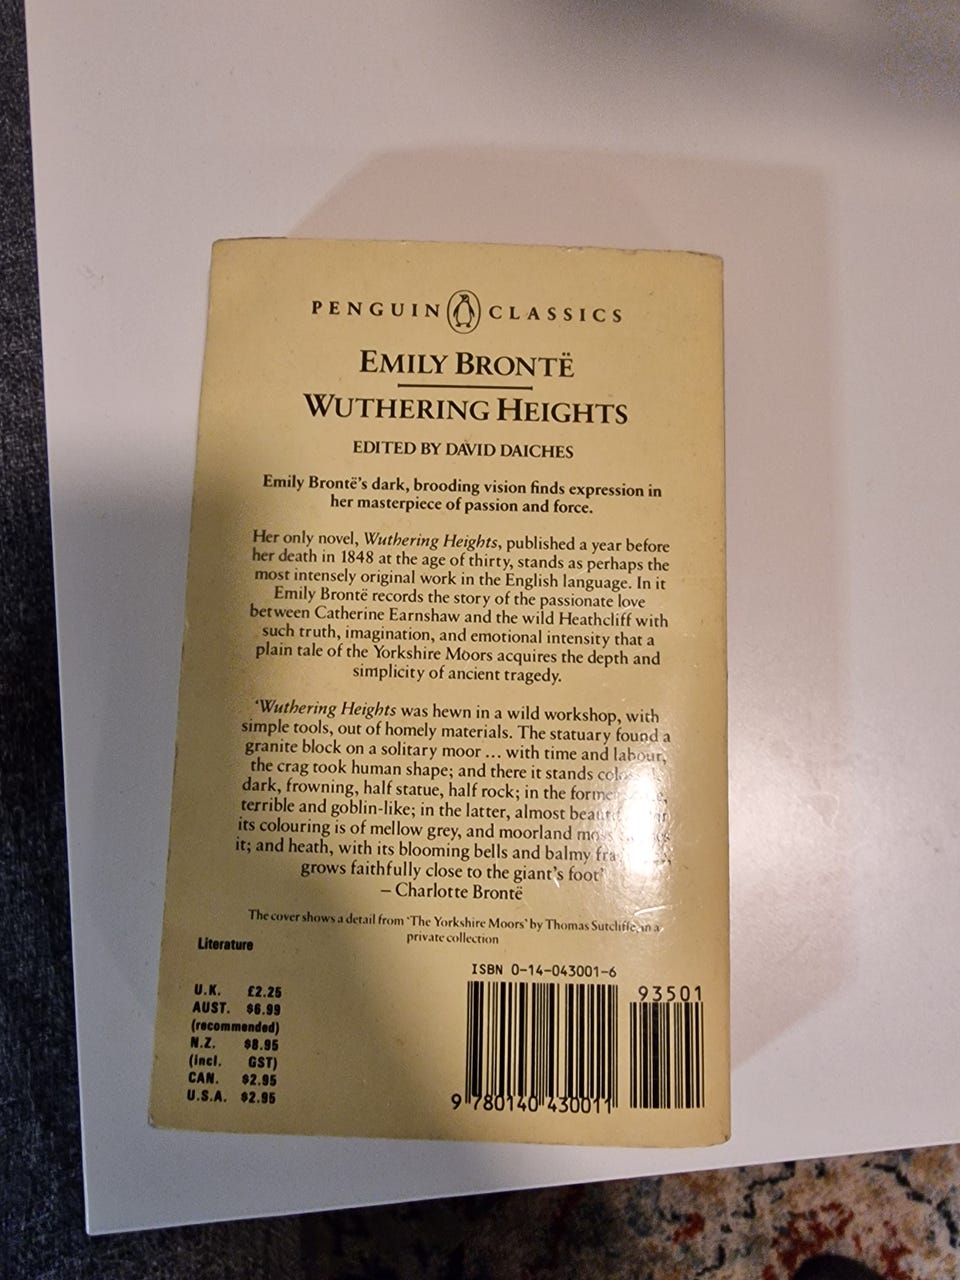 PENGUIN CLASSICS
EMILY BRONTË
WUTHERING HEIGHTS
EDITED BY DAVID DAICHES
Emily Brontë's dark, brooding vision finds expression in
her masterpiece of passion and force.
Her only novel, Wuthering Heights, published a year before
her death in 1848 at the age of thirty, stands as perhaps the
most intensely original work in the English language. In it
Emily Brontë records the story of the passionate love
between Catherine Earnshaw and the wild Heathcliff with
such truth, imagination, and emotional intensity that a
plain tale of the Yorkshire Moors acquires the depth and
simplicity of ancient tragedy.
'Wuthering Heights was hewn in a wild workshop, with
simple tools, out of homely materials. The statuary found a
granite block on a solitary moor ... with time and labour,
the crag took human shape; and there it stands
dark, frowning, half statue, half rock; in the
terrible and goblin-like; in the latter, almost
its colouring is of mellow grey, and moorland
it; and heath, with its blooming bells and balmy
grows faithfully close to the giant's foot'
– Charlotte Brontë
The cover shows a detail from 'The Yorkshire Moors' by Thomas Sutcliffe, in a
private collection
Literature
U.K. £2.25
AUST. $6.99
(recommended)
N.Z. $8.95
(incl. GST)
CAN. $2.95
U.S.A. $2.95
ISBN 0-14-043001-6
93501
9 780140 430011